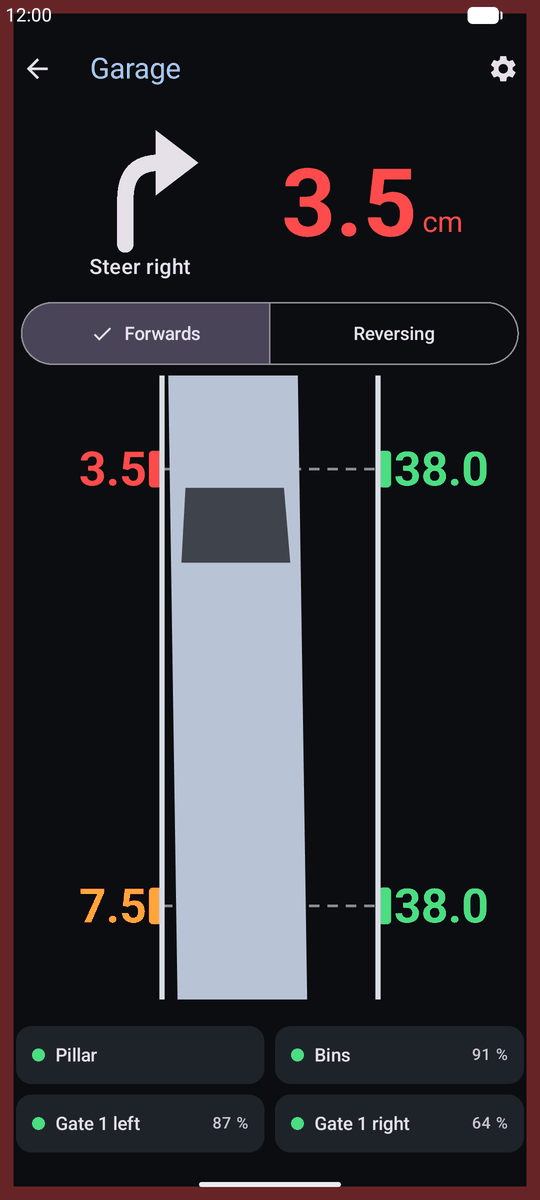 12:00
Garage
3.5 cm
Steer right
Forwards Reversing
3.5 38.0
7.5 38.0
Pillar Bins 91 %
Gate 1 left 87 % Gate 1 right 64 %